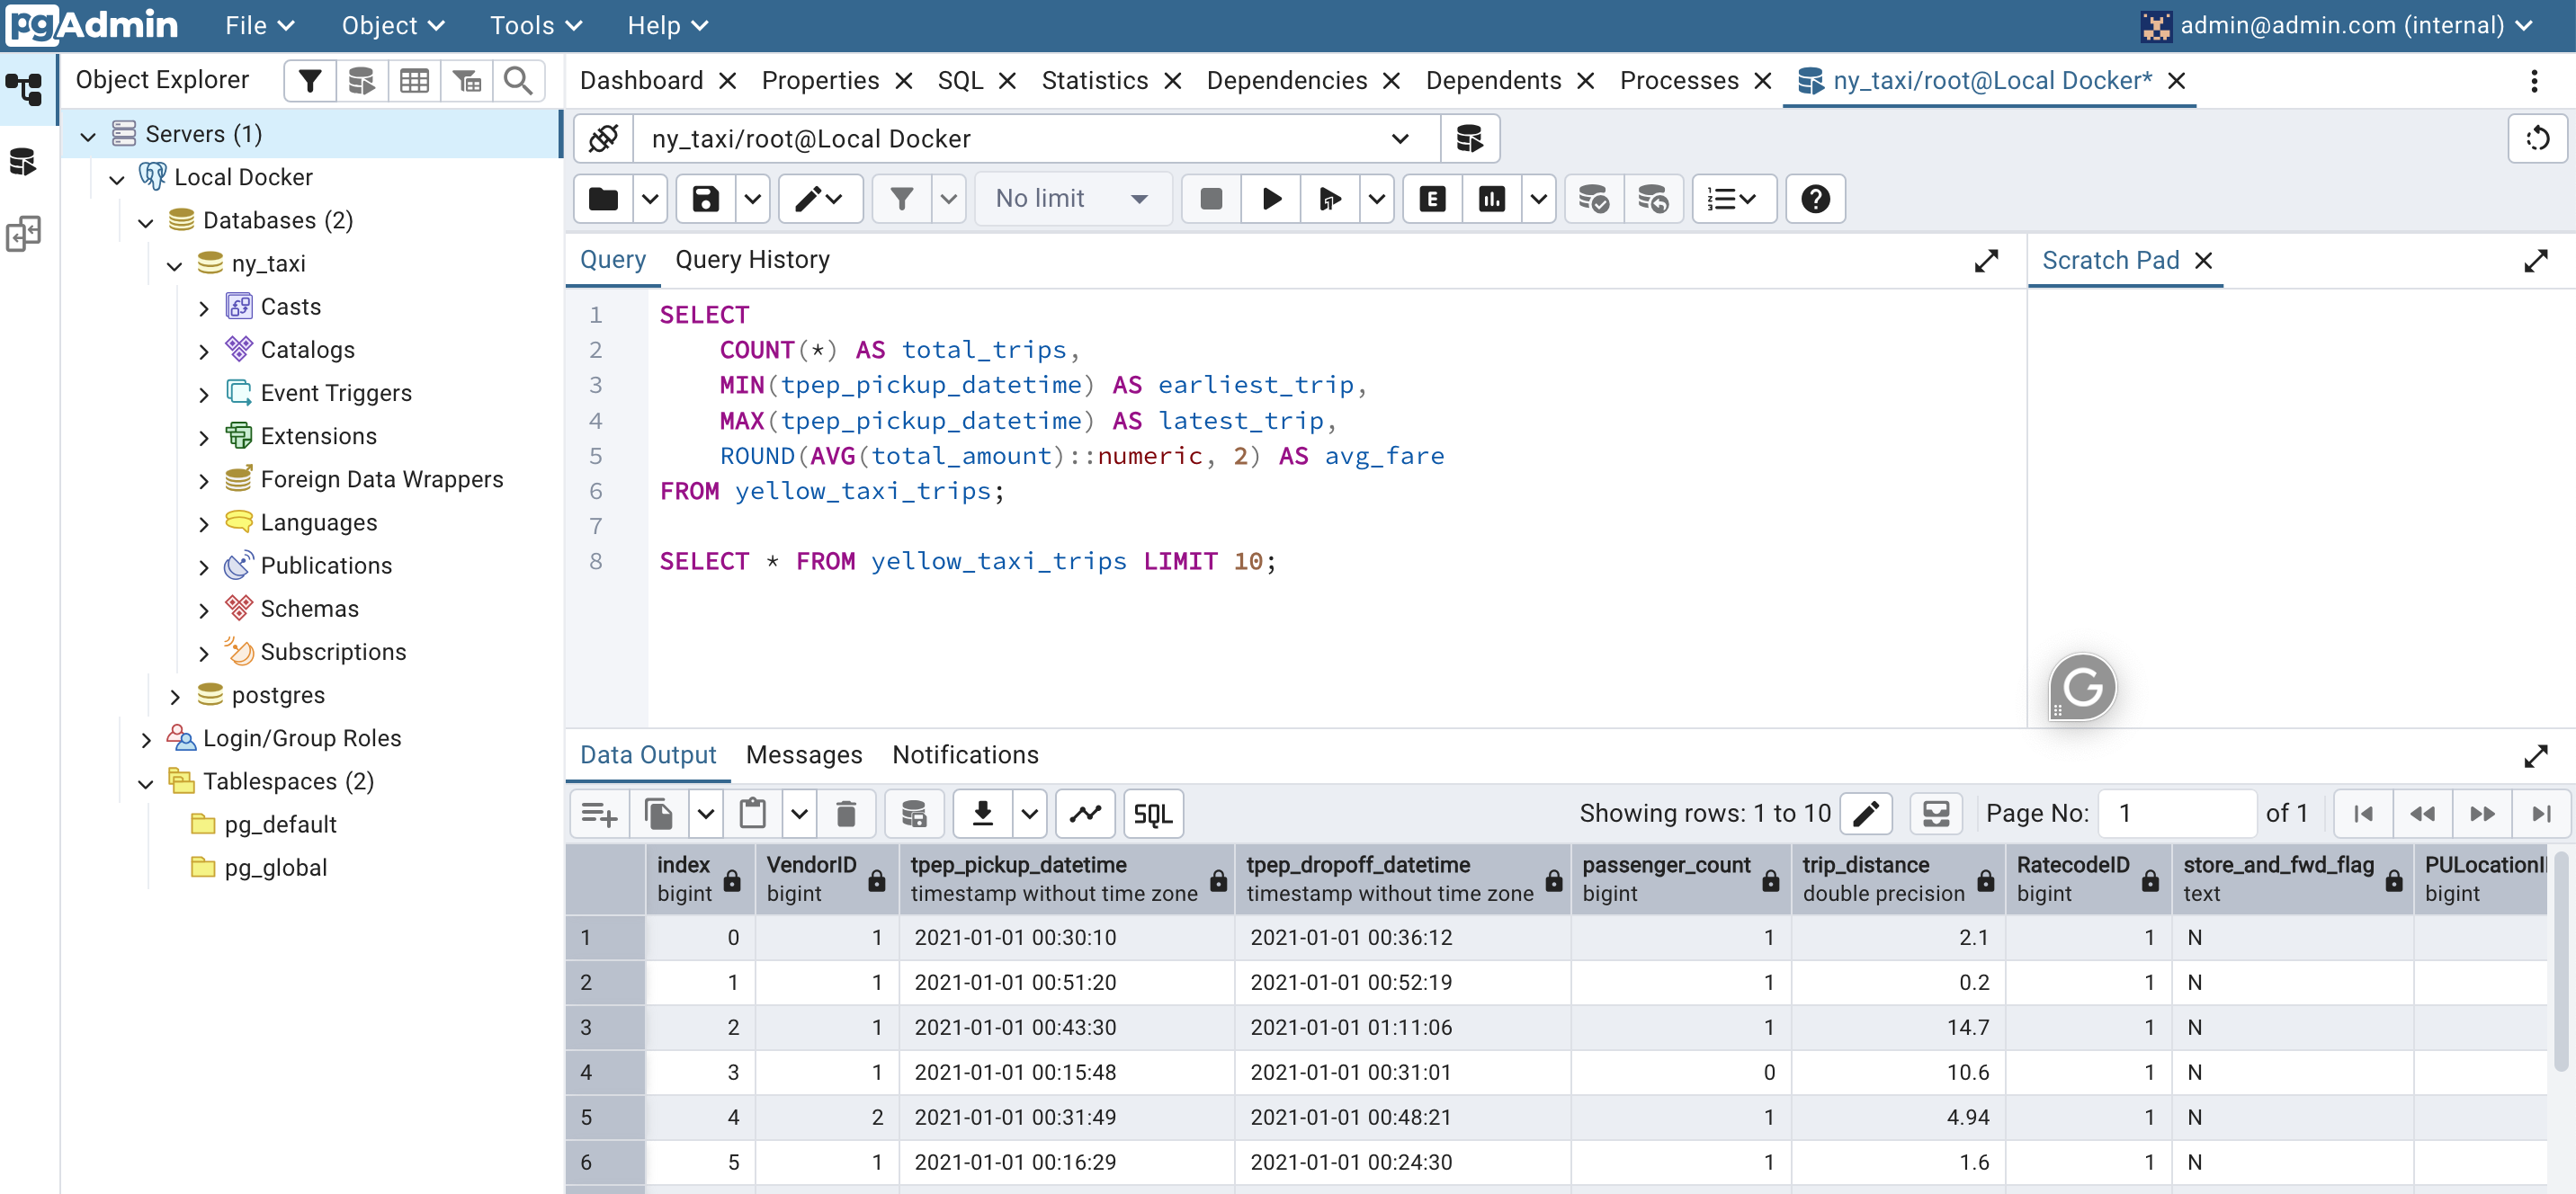 pgAdmin File Object Tools Help admin@admin.com (internal)
Object Explorer
Servers (1)
Local Docker
Databases (2)
ny_taxi
Casts
Catalogs
Event Triggers
Extensions
Foreign Data Wrappers
Languages
Publications
Schemas
Subscriptions
postgres
Login/Group Roles
Tablespaces (2)
pg_default
pg_global
Dashboard Properties SQL Statistics Dependencies Dependents Processes ny_taxi/root@Local Docker*
ny_taxi/root@Local Docker
No limit E
Query Query History
1 SELECT
2 COUNT(*) AS total_trips,
3 MIN(tpep_pickup_datetime) AS earliest_trip,
4 MAX(tpep_pickup_datetime) AS latest_trip,
5 ROUND(AVG(total_amount)::numeric, 2) AS avg_fare
6 FROM yellow_taxi_trips;
7
8 SELECT * FROM yellow_taxi_trips LIMIT 10;
Scratch Pad
Data Output Messages Notifications
SQL Showing rows: 1 to 10 Page No: 1 of 1
index VendorID tpep_pickup_datetime tpep_dropoff_datetime passenger_count trip_distance RatecodeID store_and_fwd_flag
bigint bigint timestamp without time zone timestamp without time zone bigint double precision bigint text bigint
1 0 1 2021-01-01 00:30:10 2021-01-01 00:36:12 1 2.1 1 N
2 1 1 2021-01-01 00:51:20 2021-01-01 00:52:19 1 0.2 1 N
3 2 1 2021-01-01 00:43:30 2021-01-01 01:11:06 1 14.7 1 N
4 3 1 2021-01-01 00:15:48 2021-01-01 00:31:01 0 10.6 1 N
5 4 2 2021-01-01 00:31:49 2021-01-01 00:48:21 1 4.94 1 N
6 5 1 2021-01-01 00:16:29 2021-01-01 00:24:30 1 1.6 1 N